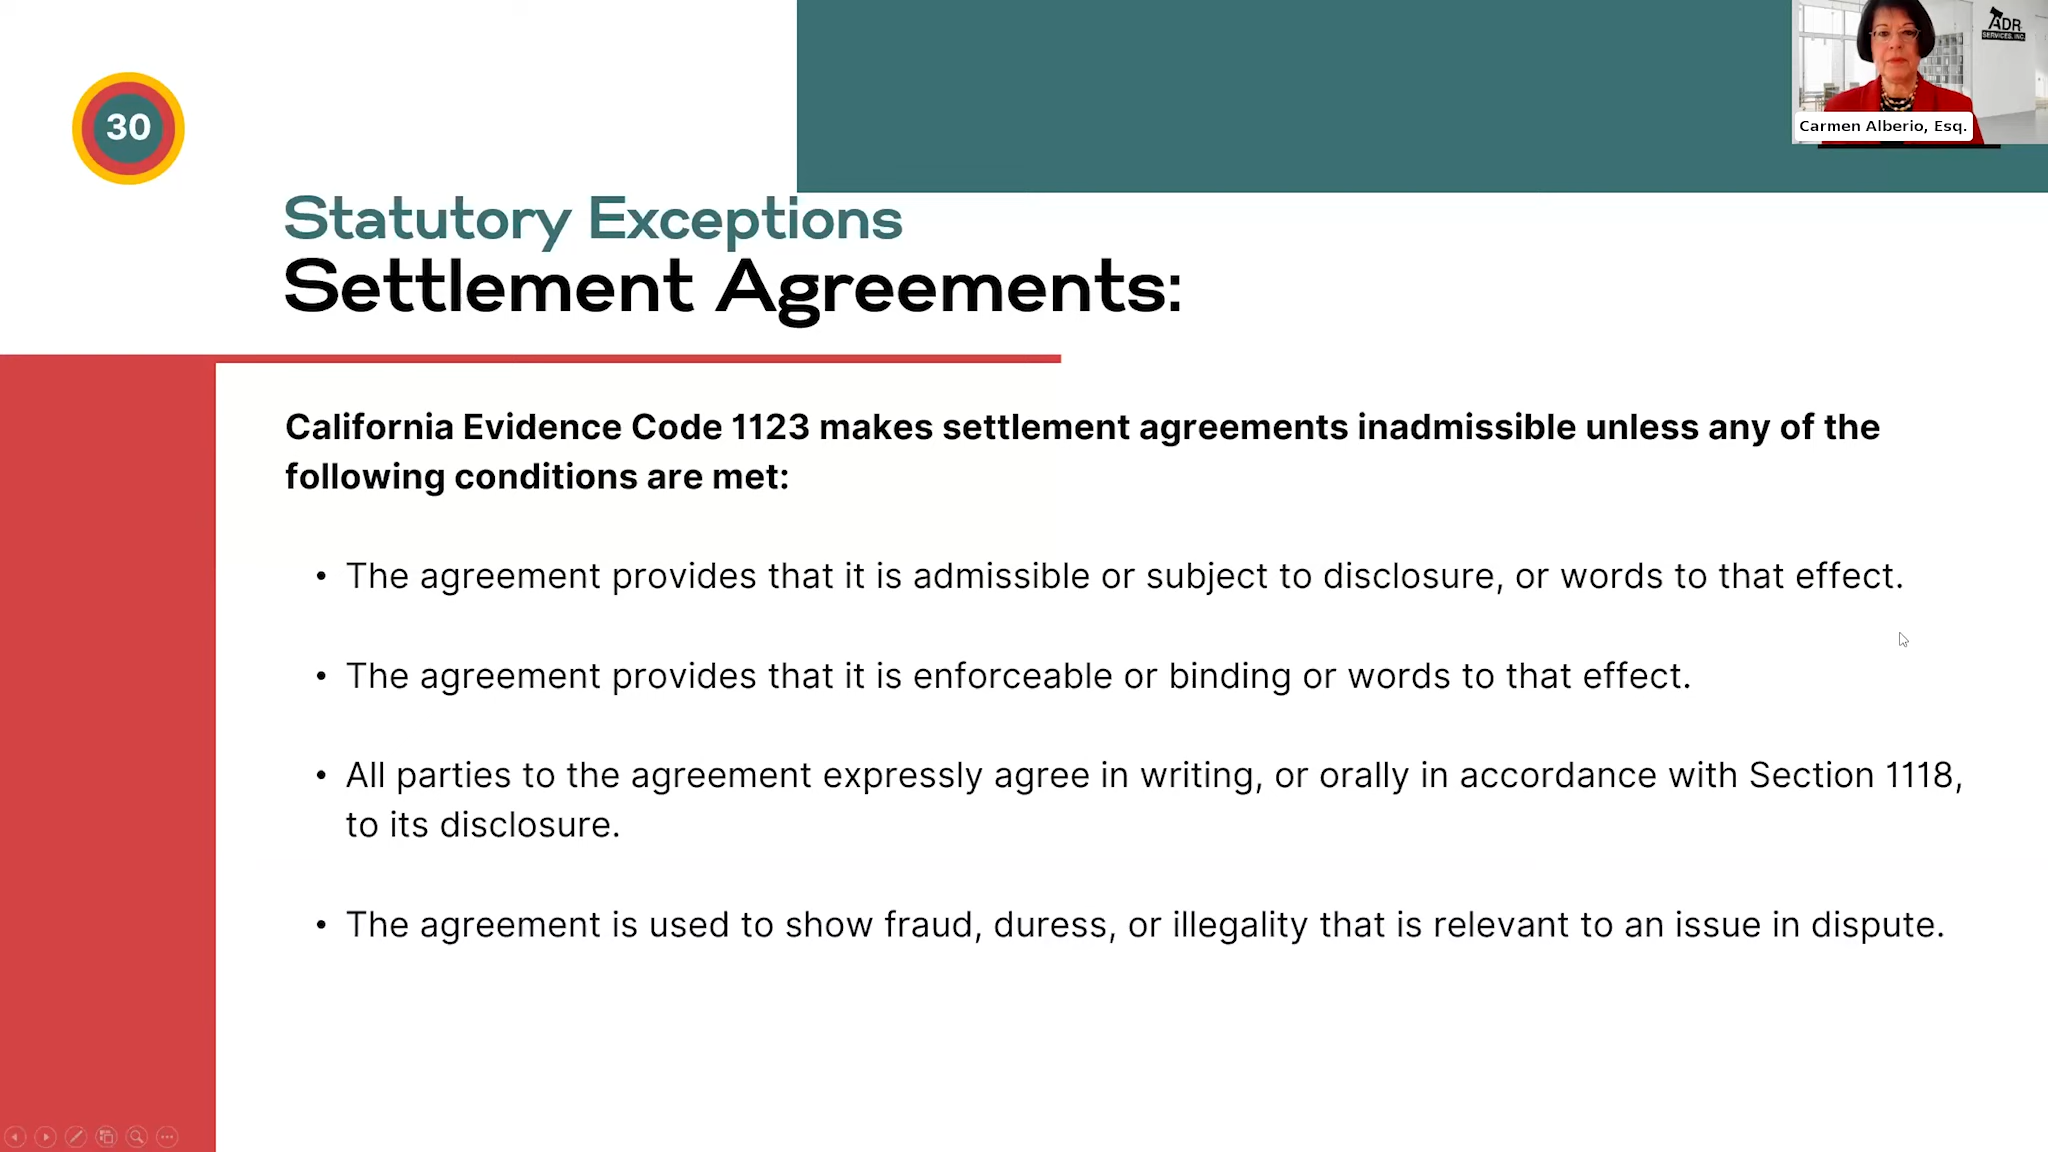 30
ADR
SERVICES, INC.
Carmen Alberio, Esq.
Statutory Exceptions
Settlement Agreements:
California Evidence Code 1123 makes settlement agreements inadmissible unless any of the
following conditions are met:
• The agreement provides that it is admissible or subject to disclosure, or words to that effect.
• The agreement provides that it is enforceable or binding or words to that effect.
• All parties to the agreement expressly agree in writing, or orally in accordance with Section 1118,
to its disclosure.
• The agreement is used to show fraud, duress, or illegality that is relevant to an issue in dispute.